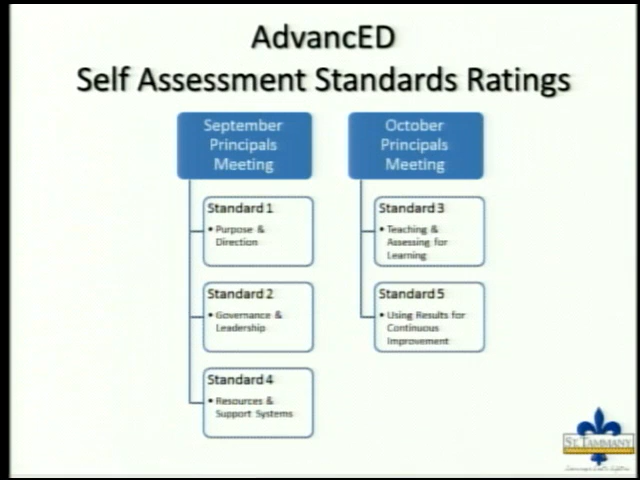 AdvancED
Self Assessment Standards Ratings
September
Principals
Meeting
Standard 1
• Purpose &
Direction
Standard 2
• Governance &
Leadership
Standard 4
• Resources &
Support Systems
October
Principals
Meeting
Standard 3
• Teaching &
Assessing for
Learning
Standard 5
• Using Results for
Continuous
Improvement
ST. TAMMANY